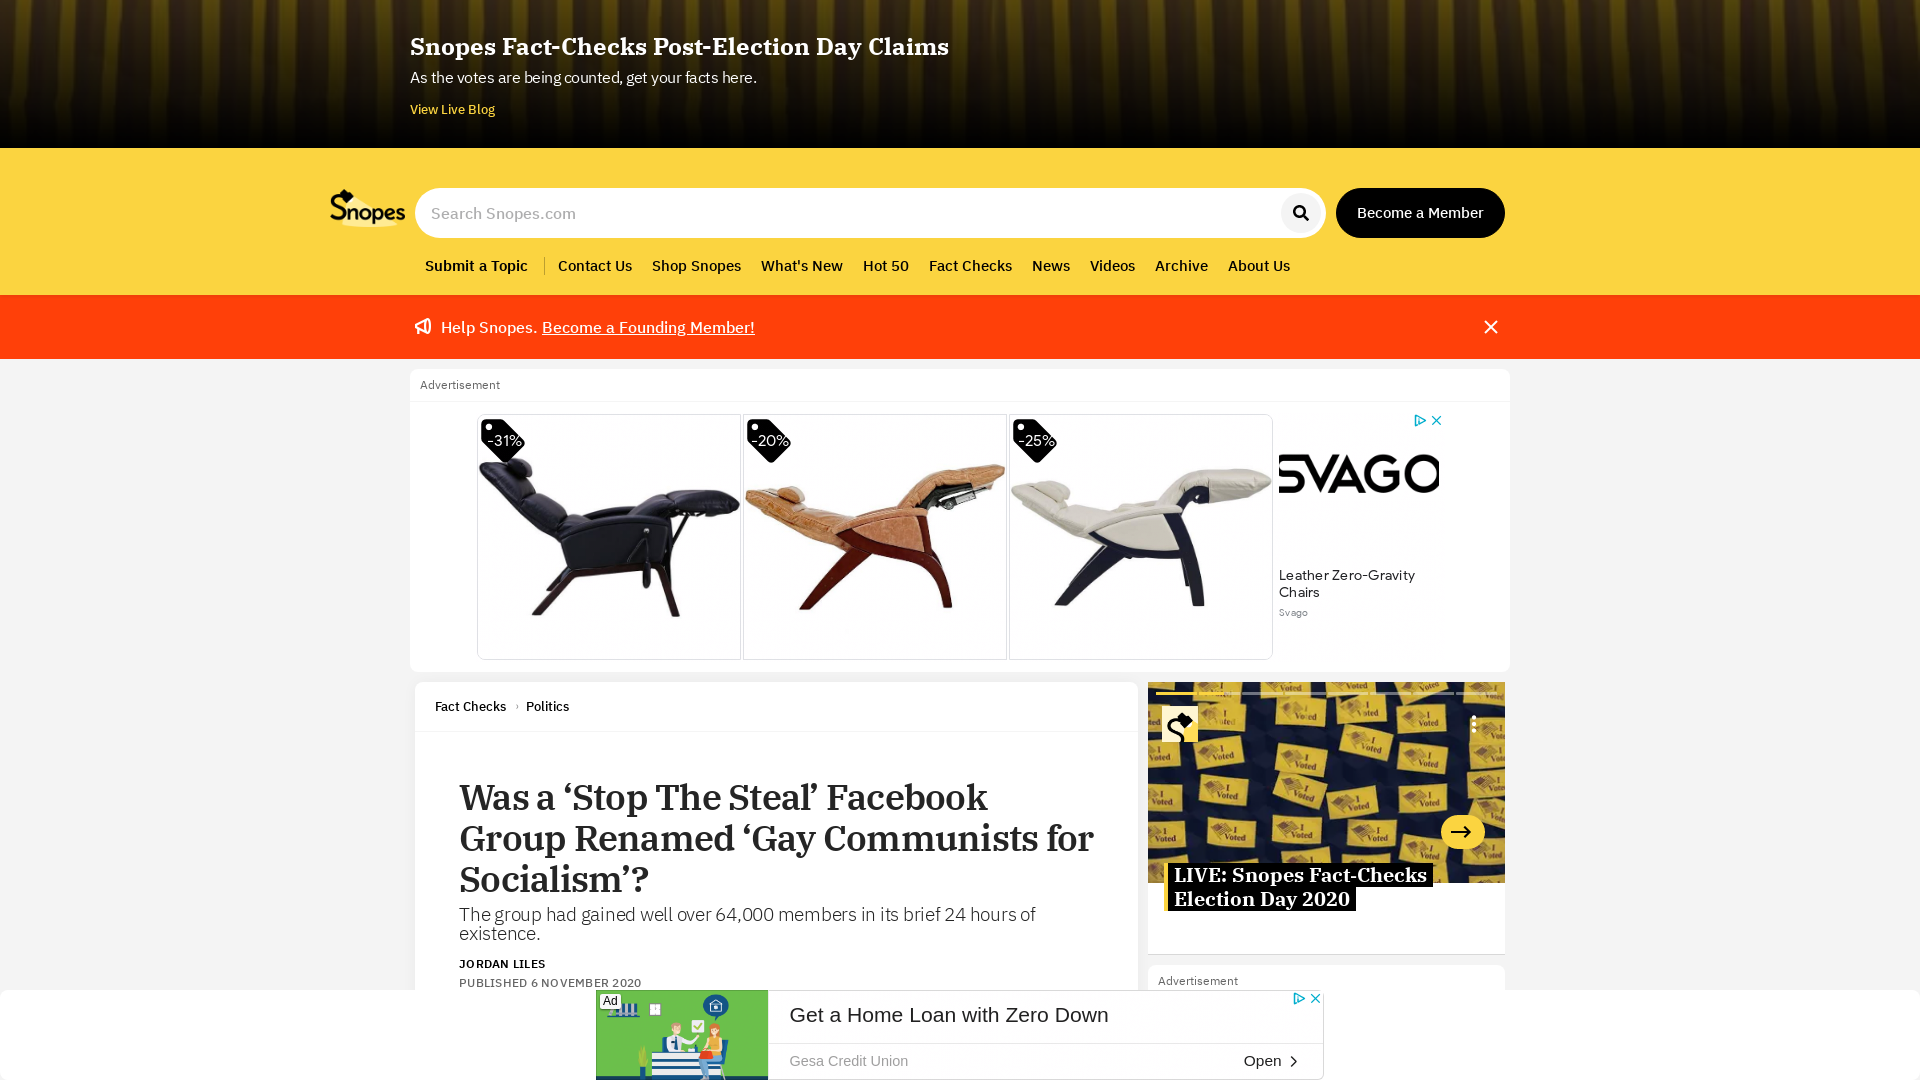 Snopes Fact-Checks Post-Election Day Claims
As the votes are being counted, get your facts here.
View Live Blog
Snopes
Search Snopes.com
Become a Member
Submit a Topic
Contact Us
Shop Snopes
What's New
Hot 50
Fact Checks
News
Videos
Archive
About Us
Help Snopes. Become a Founding Member!
Advertisement
-31%
-20%
-25%
SVAGO
Leather Zero-Gravity
Chairs
Svago
Fact Checks › Politics
Was a ‘Stop The Steal’ Facebook
Group Renamed ‘Gay Communists for
Socialism’?
The group had gained well over 64,000 members in its brief 24 hours of
existence.
JORDAN LILES
PUBLISHED 6 NOVEMBER 2020
I Voted
LIVE: Snopes Fact-Checks
Election Day 2020
Advertisement
Ad
Get a Home Loan with Zero Down
Gesa Credit Union
Open